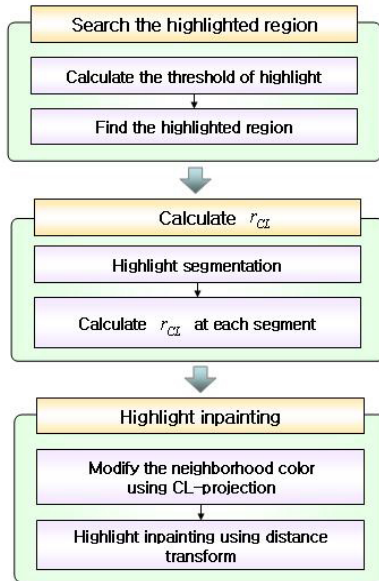 Search the highlighted region
Calculate the threshold of highlight
Find the highlighted region
Calculate r_CL
Highlight segmentation
Calculate r_CL at each segment
Highlight inpainting
Modify the neighborhood color
using CL-projection
Highlight inpainting using distance
transform